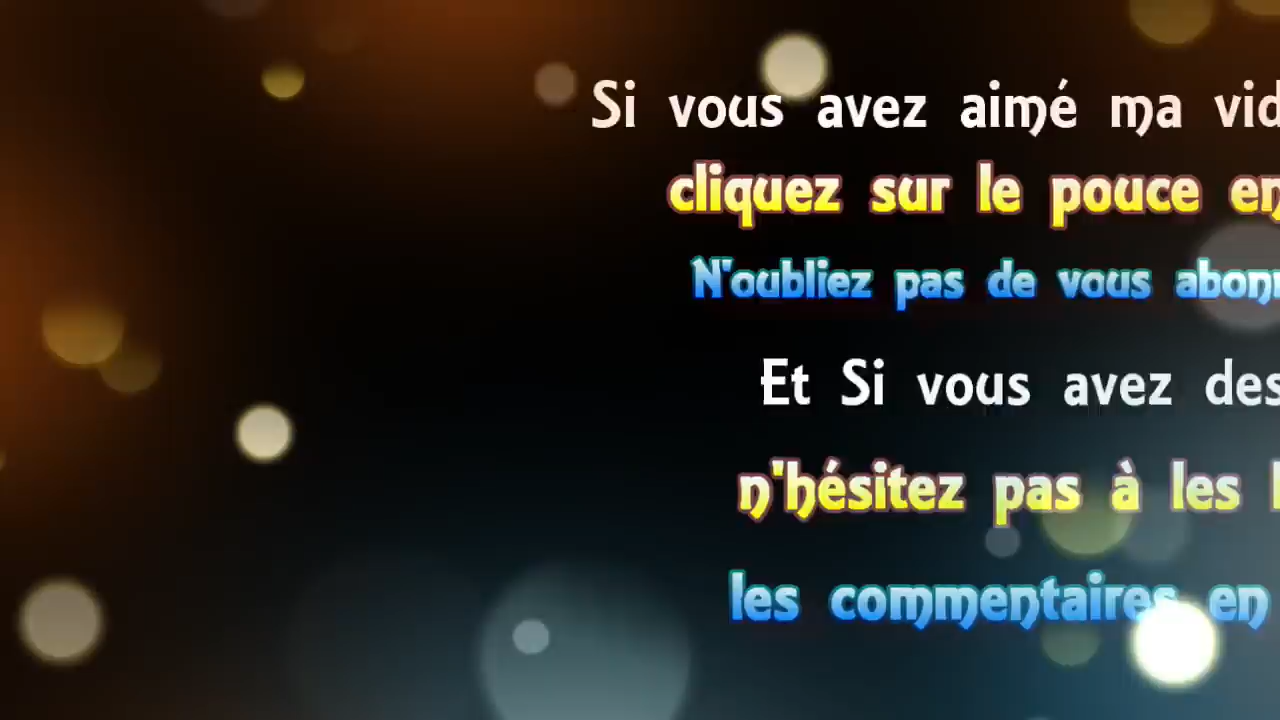 Si vous avez aimé ma vid
cliquez sur le pouce en
N'oubliez pas de vous abonn
Et Si vous avez des
n'hésitez pas à les
les commentaires en